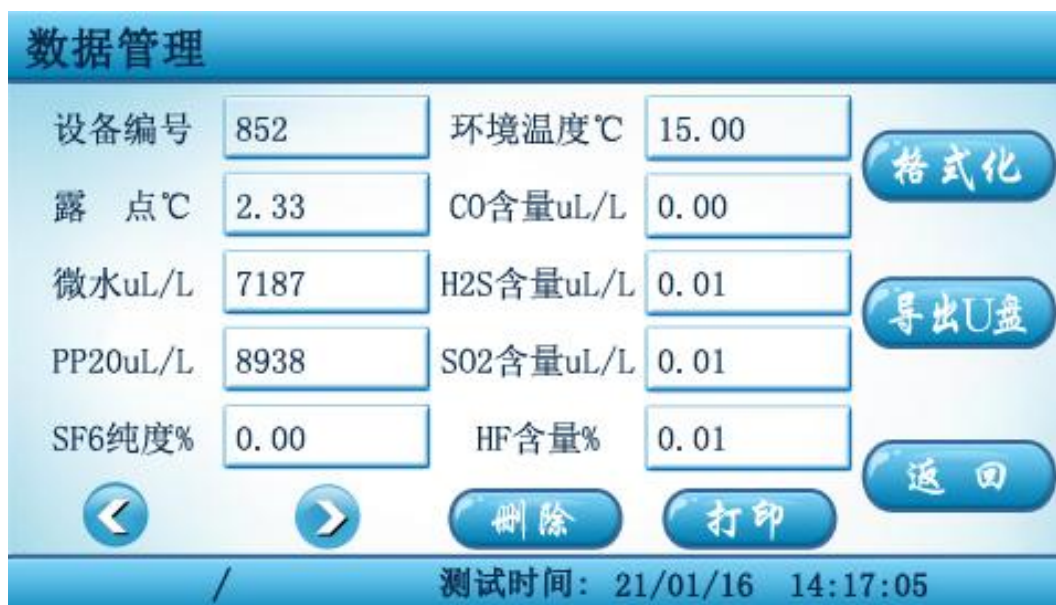 数据管理
设备编号 852 环境温度℃ 15.00
格式化
露 点℃ 2.33 CO含量uL/L 0.00
微水uL/L 7187 H2S含量uL/L 0.01
导出U盘
PP20uL/L 8938 SO2含量uL/L 0.01
SF6纯度% 0.00 HF含量% 0.01
返 回
删除 打印
/ 测试时间: 21/01/16 14:17:05